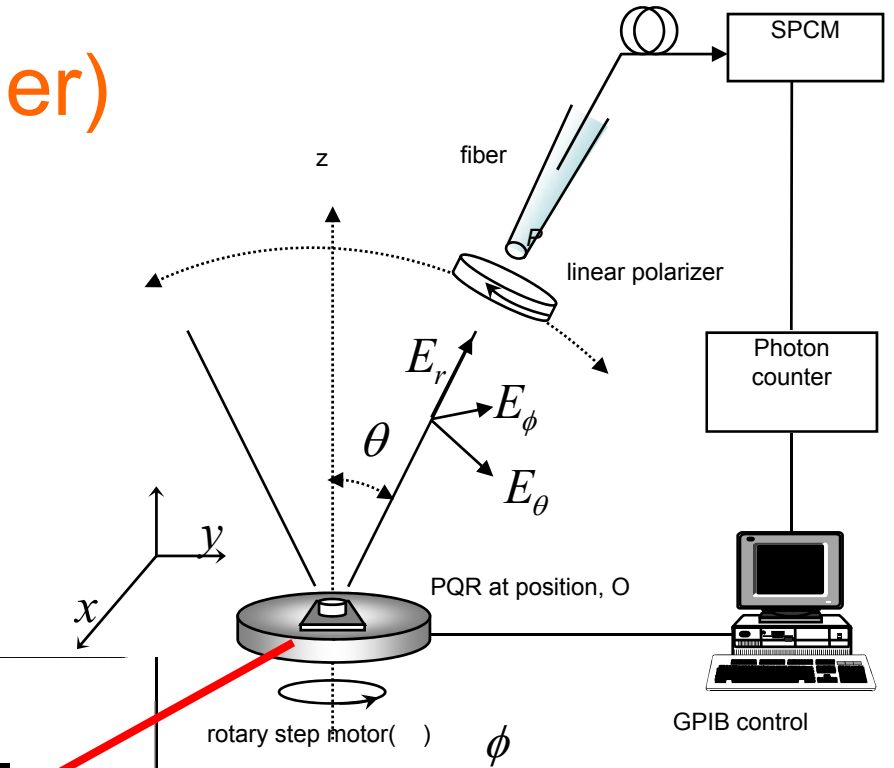 er)
SPCM
fiber
z
P
linear polarizer
Photon
counter
E_r
E_ϕ
θ
E_θ
y
x
PQR at position, O
rotary step motor( )
ϕ
GPIB control